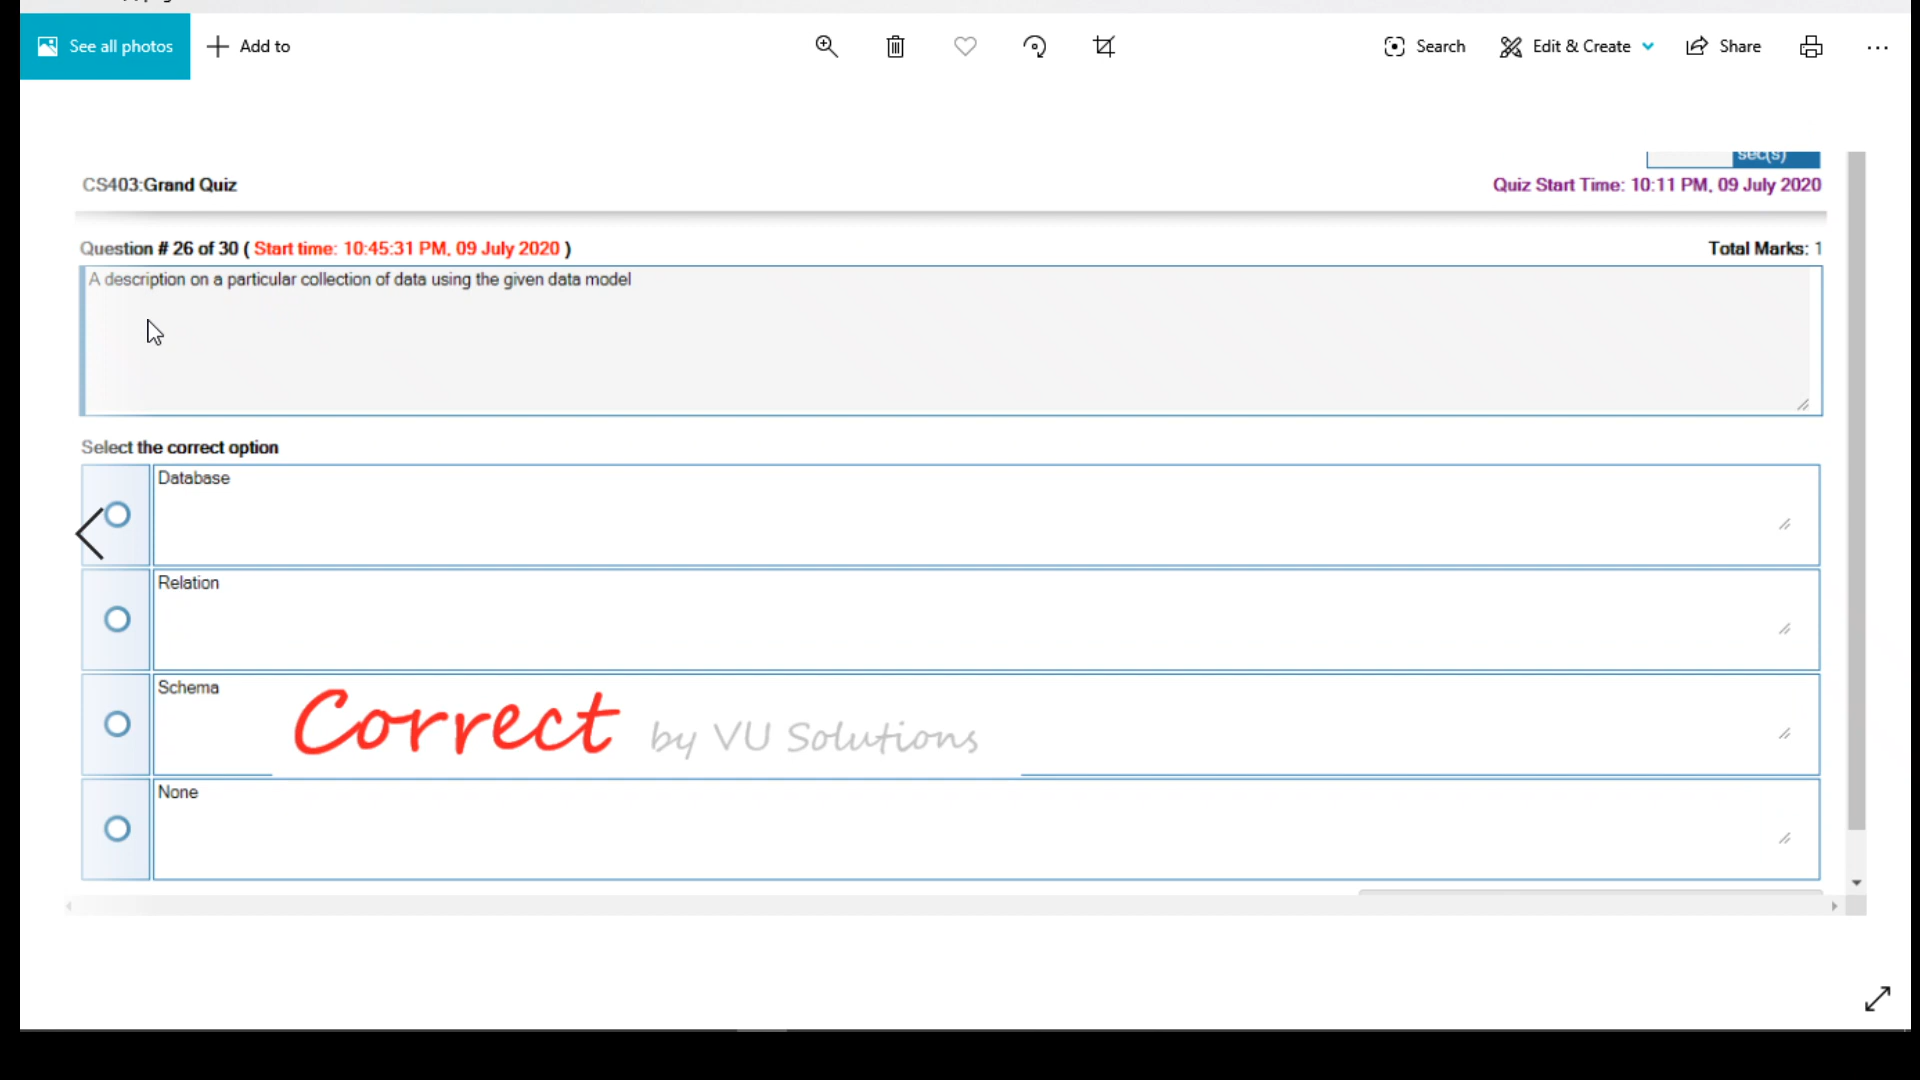 See all photos
Add to
Search
Edit & Create
Share
sec(s)
CS403:Grand Quiz
Quiz Start Time: 10:11 PM, 09 July 2020
Question # 26 of 30 ( Start time: 10:45:31 PM, 09 July 2020 )
Total Marks: 1
A description on a particular collection of data using the given data model
Select the correct option
Database
Relation
Schema
Correct by VU Solutions
None